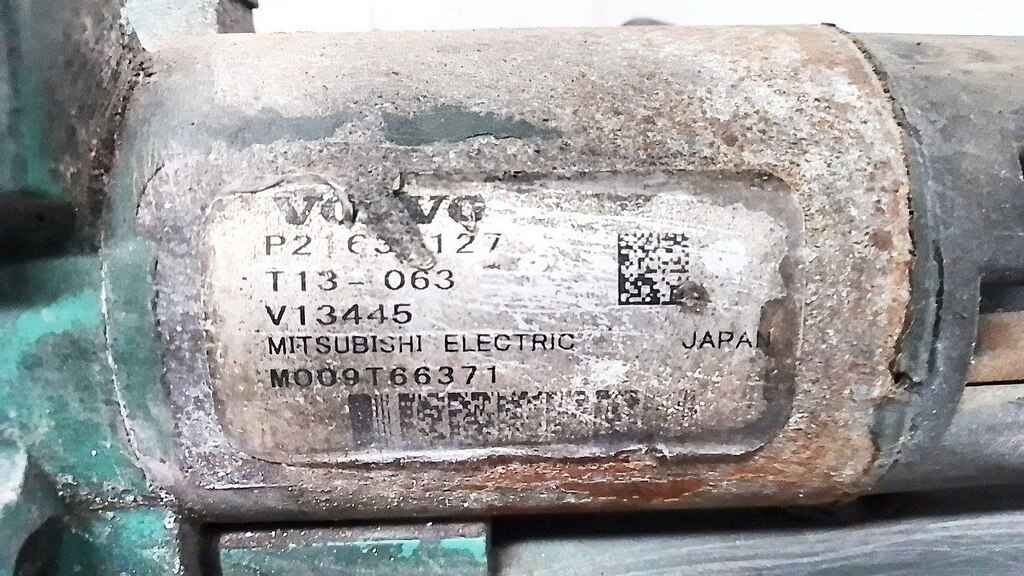 VOLVO
T13-063
V13445
MITSUBISHI ELECTRIC JAPAN
M009T66371